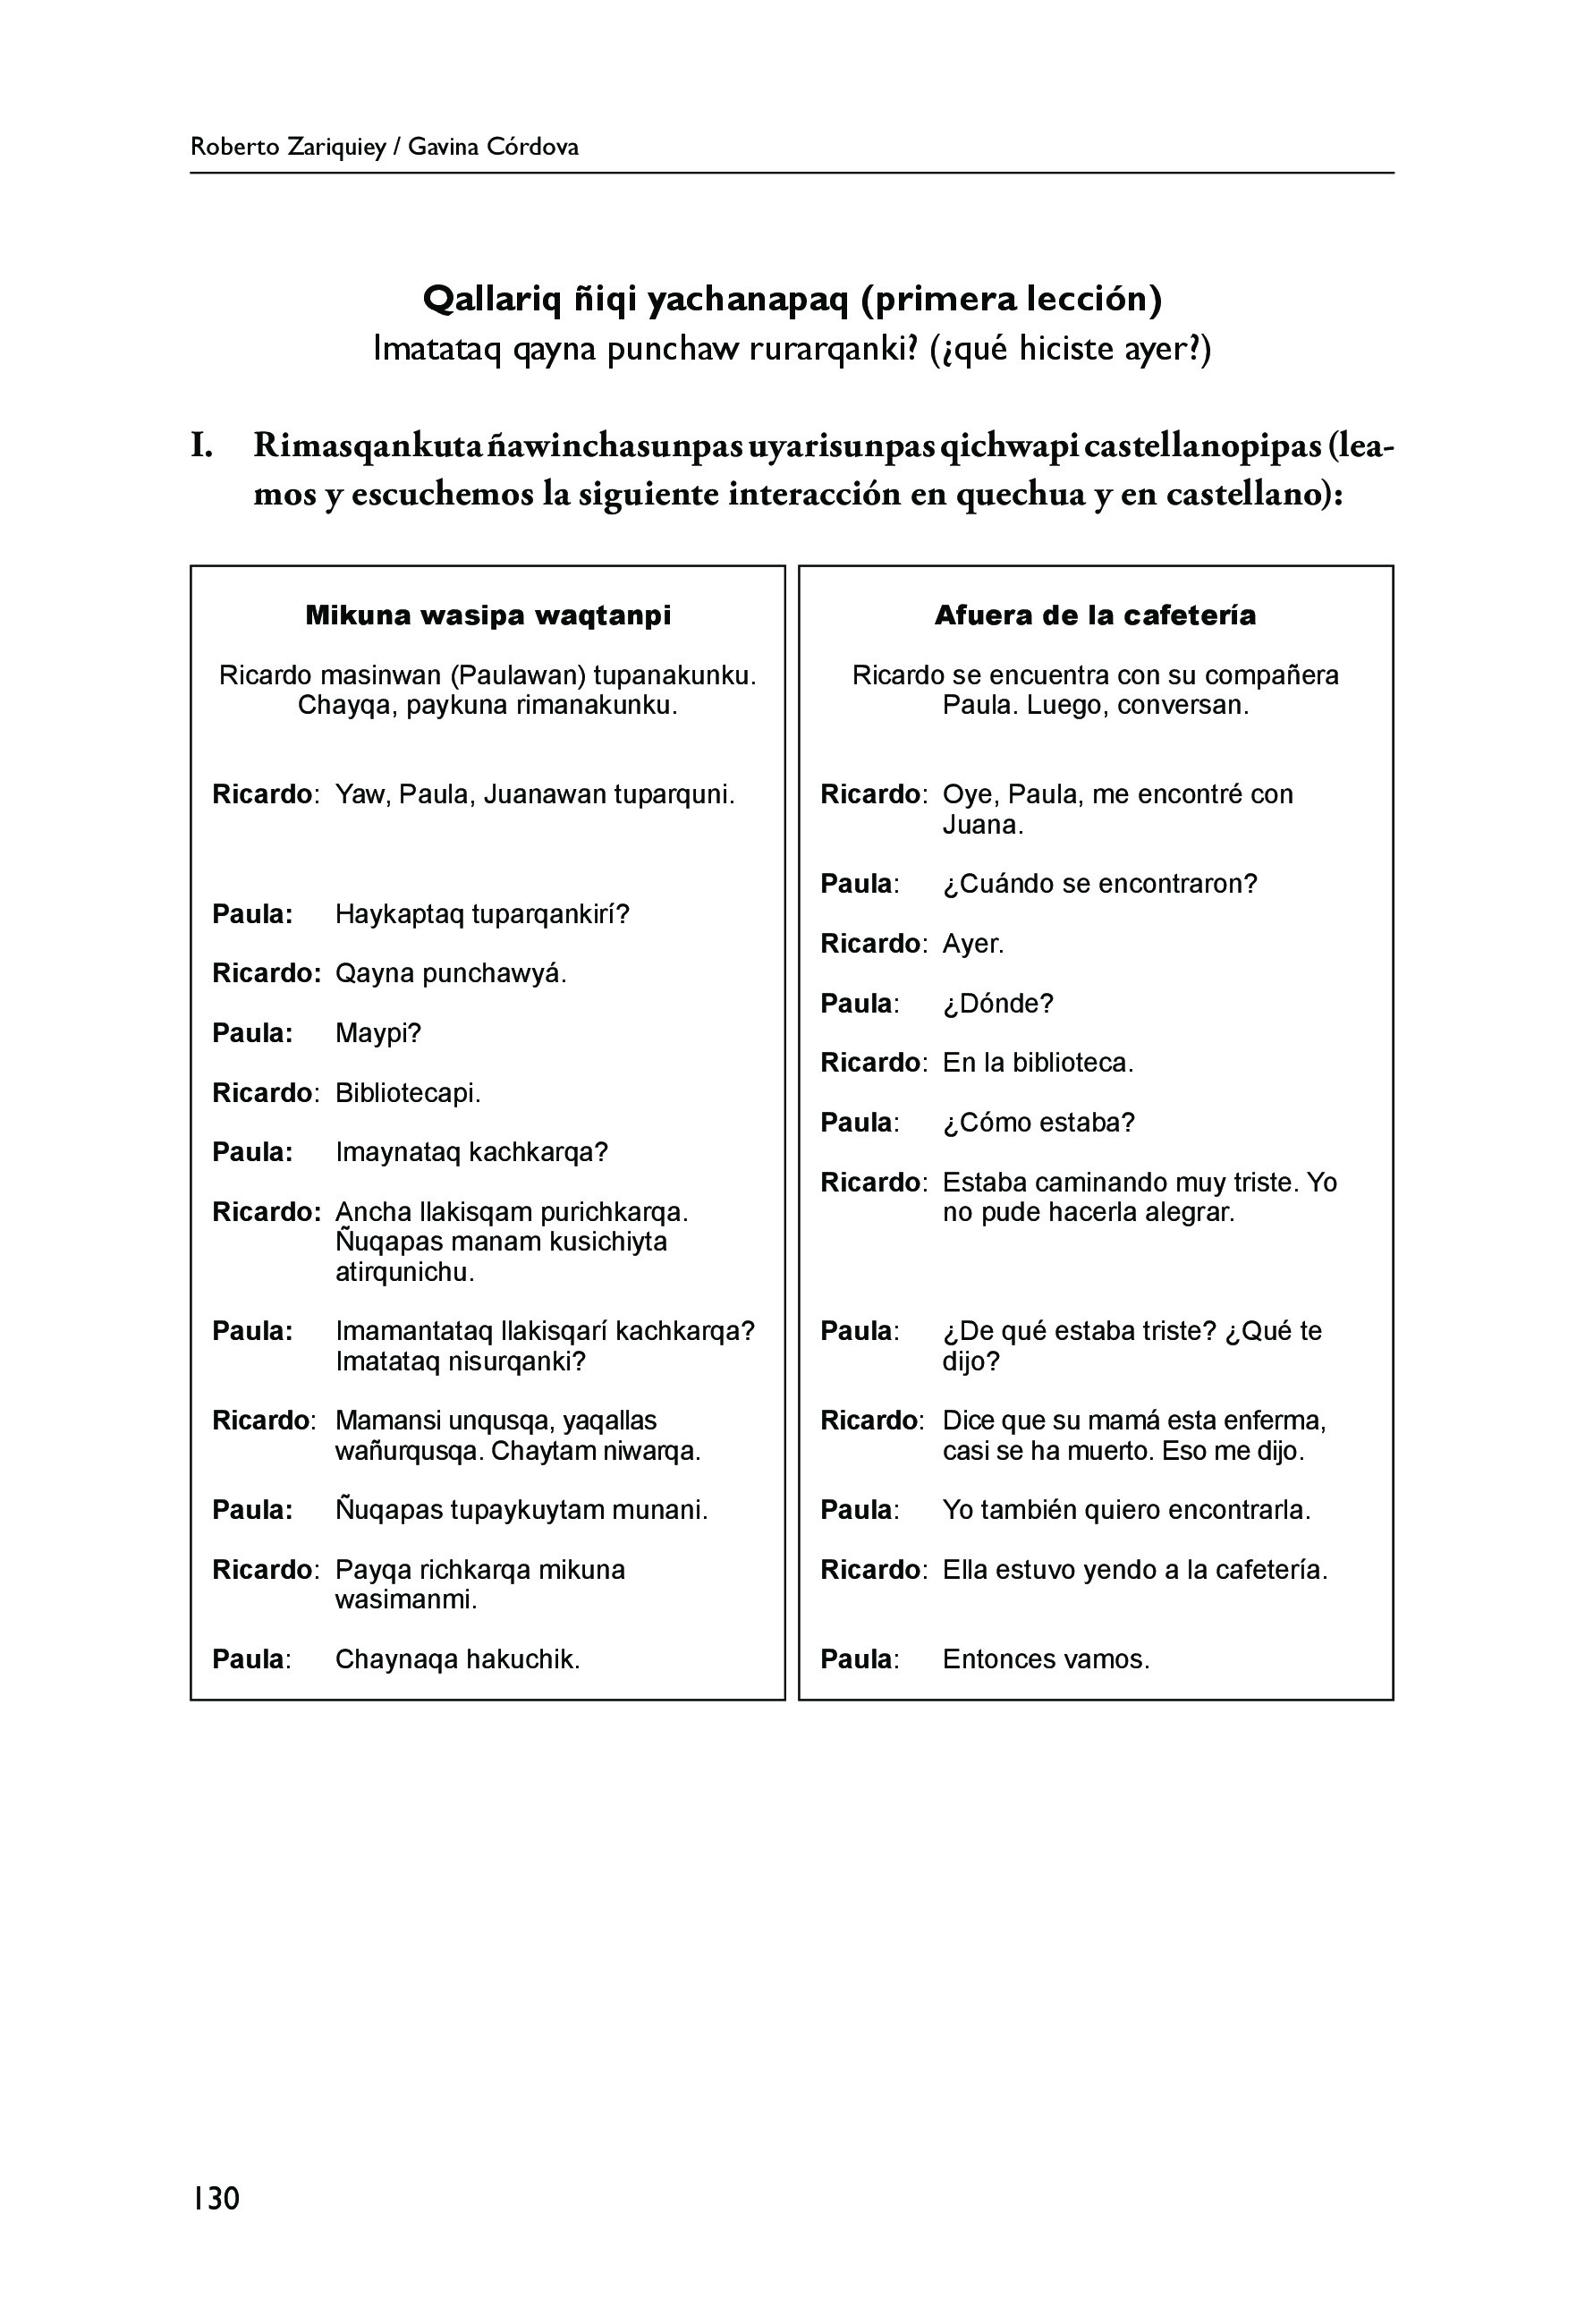 Roberto Zariquiey / Gavina Córdova
Qallariq ñiqi yachanapaq (primera lección)
Imatataq qayna punchaw rurarqanki? (¿qué hiciste ayer?)
I. Rimasqankuta ñawinchasunpas uyarisunpas qichwapi castellanopipas (lea-
mos y escuchemos la siguiente interacción en quechua y en castellano):
Mikuna wasipa waqtanpi
Ricardo masinwan (Paulawan) tupanakunku.
Chayqa, paykuna rimanakunku.
Ricardo: Yaw, Paula, Juanawan tuparquni.
Paula: Haykaptaq tuparqankirí?
Ricardo: Qayna punchawyá.
Paula: Maypi?
Ricardo: Bibliotecapi.
Paula: Imaynataq kachkarqa?
Ricardo: Ancha llakisqam purichkarqa.
Ñuqapas manam kusichiyta
atirqunichu.
Paula: Imamantataq llakisqarí kachkarqa?
Imatataq nisurqanki?
Ricardo: Mamansi unqusqa, yaqallas
wañurqusqa. Chaytam niwarqa.
Paula: Ñuqapas tupaykuytam munani.
Ricardo: Payqa richkarqa mikuna
wasimanmi.
Paula: Chaynaqa hakuchik.
Afuera de la cafetería
Ricardo se encuentra con su compañera
Paula. Luego, conversan.
Ricardo: Oye, Paula, me encontré con
Juana.
Paula: ¿Cuándo se encontraron?
Ricardo: Ayer.
Paula: ¿Dónde?
Ricardo: En la biblioteca.
Paula: ¿Cómo estaba?
Ricardo: Estaba caminando muy triste. Yo
no pude hacerla alegrar.
Paula: ¿De qué estaba triste? ¿Qué te
dijo?
Ricardo: Dice que su mamá esta enferma,
casi se ha muerto. Eso me dijo.
Paula: Yo también quiero encontrarla.
Ricardo: Ella estuvo yendo a la cafetería.
Paula: Entonces vamos.
130